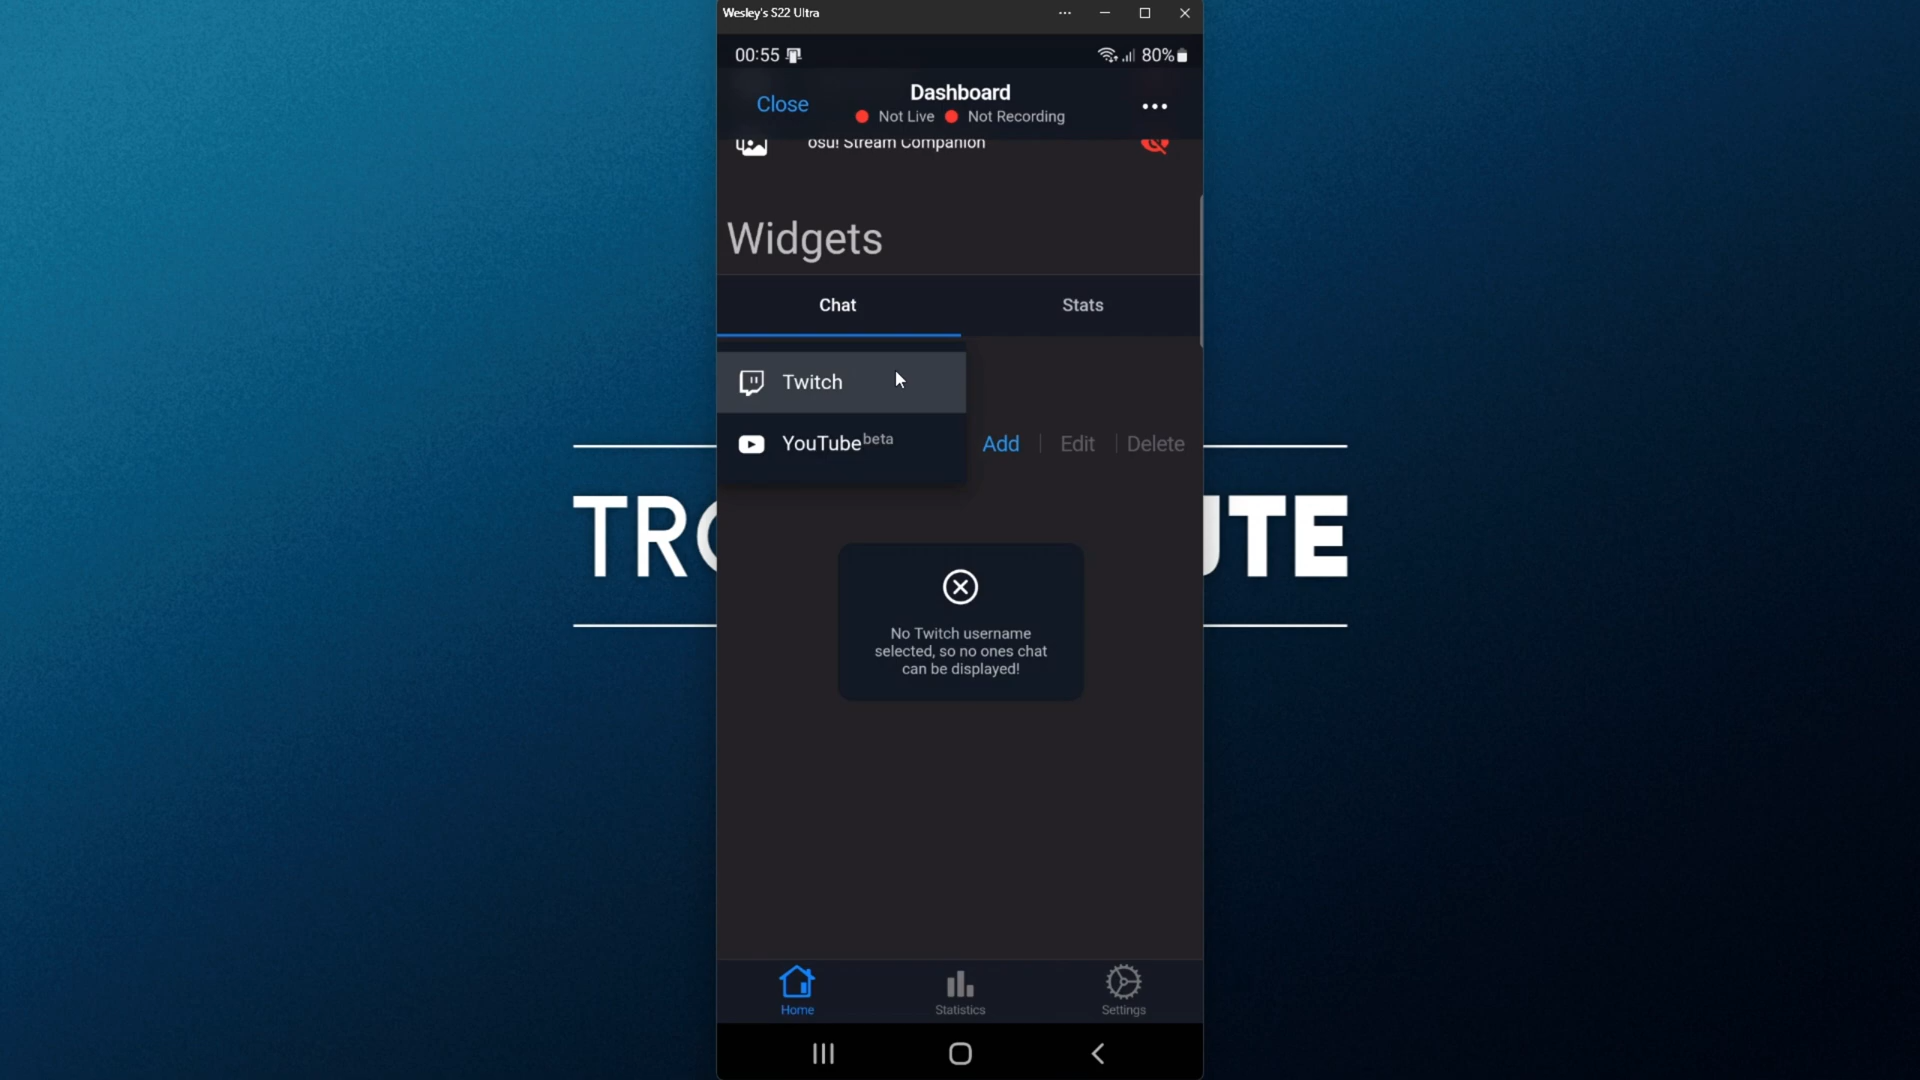 Wesley's S22 Ultra
00:55
80%
Close
Dashboard
Not Live
Not Recording
osu! Stream Companion
Widgets
Chat
Stats
Twitch
YouTube beta
Add
Edit
Delete
No Twitch username
selected, so no ones chat
can be displayed!
Home
Statistics
Settings